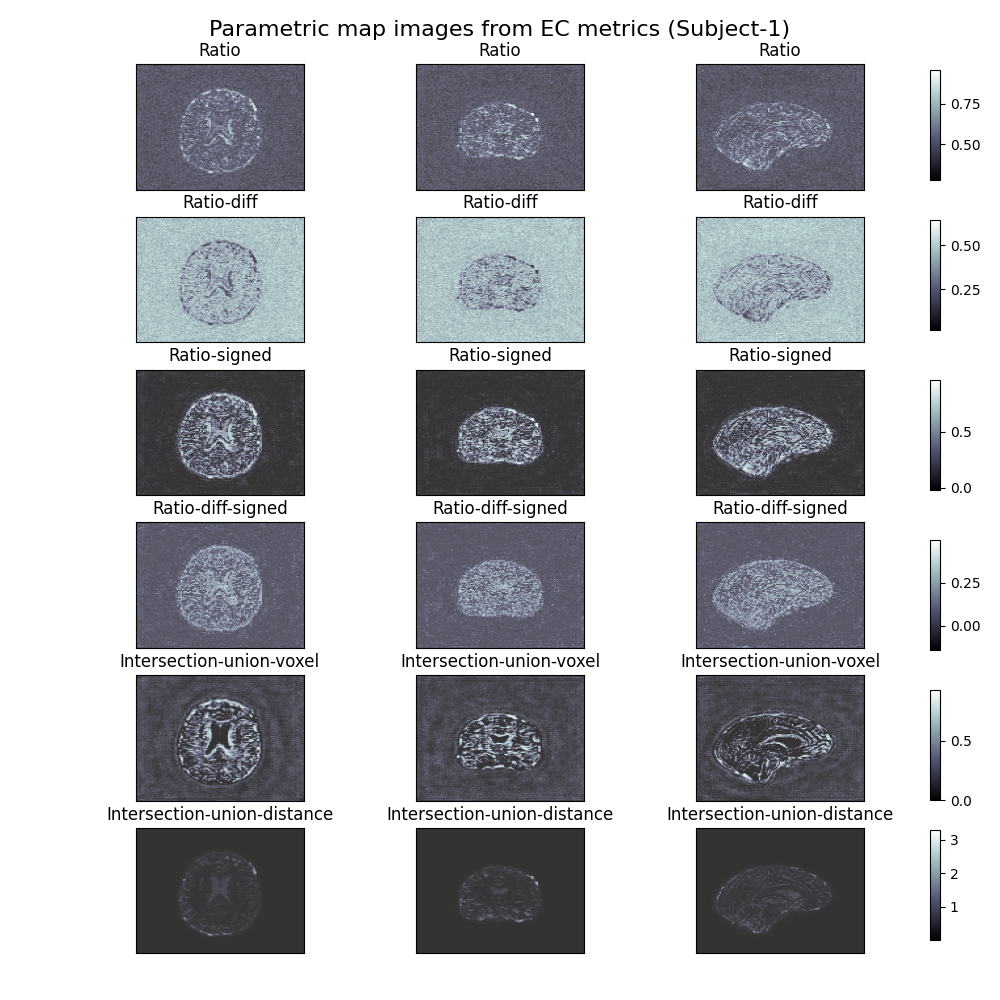 Parametric map images from EC metrics (Subject-1)
Ratio Ratio Ratio
0.75
0.50
Ratio-diff Ratio-diff Ratio-diff
0.50
0.25
Ratio-signed Ratio-signed Ratio-signed
0.5
0.0
Ratio-diff-signed Ratio-diff-signed Ratio-diff-signed
0.25
0.00
Intersection-union-voxel Intersection-union-voxel Intersection-union-voxel
0.5
0.0
Intersection-union-distance Intersection-union-distance Intersection-union-distance
3
2
1